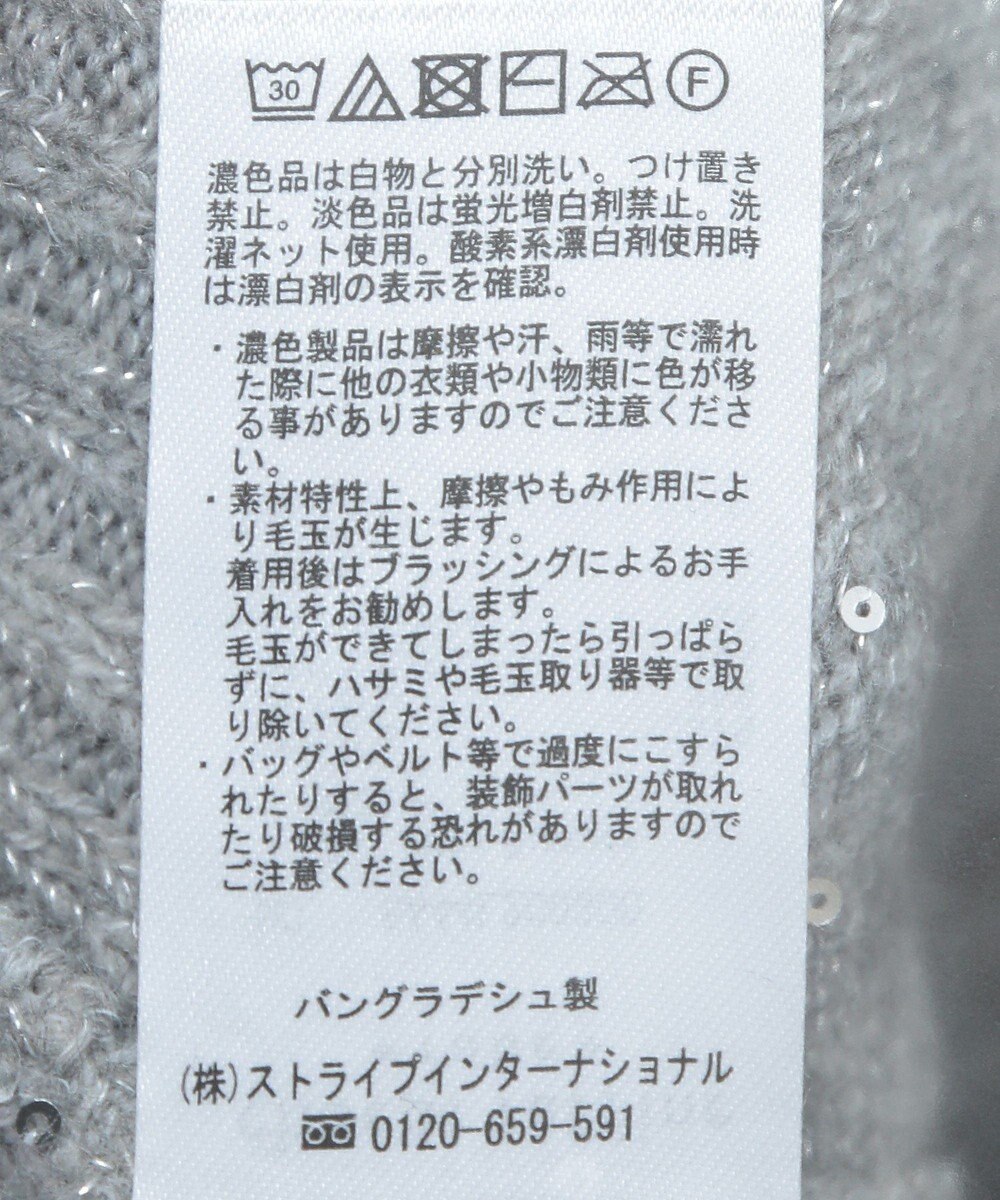 30 F
濃色品は白物と分別洗い。つけ置き
禁止。淡色品は蛍光増白剤禁止。洗
濯ネット使用。酸素系漂白剤使用時
は漂白剤の表示を確認。
・濃色製品は摩擦や汗、雨等で濡れ
た際に他の衣類や小物類に色が移
る事がありますのでご注意くださ
い。
・素材特性上、摩擦やもみ作用によ
り毛玉が生じます。
着用後はブラッシングによるお手
入れをお勧めします。
毛玉ができてしまったら引っぱら
ずに、ハサミや毛玉取り器等で取
り除いてください。
・バッグやベルト等で過度にこすら
れたりすると、装飾パーツが取れ
たり破損する恐れがありますので
ご注意ください。
バングラデシュ製
(株)ストライプインターナショナル
0120-659-591